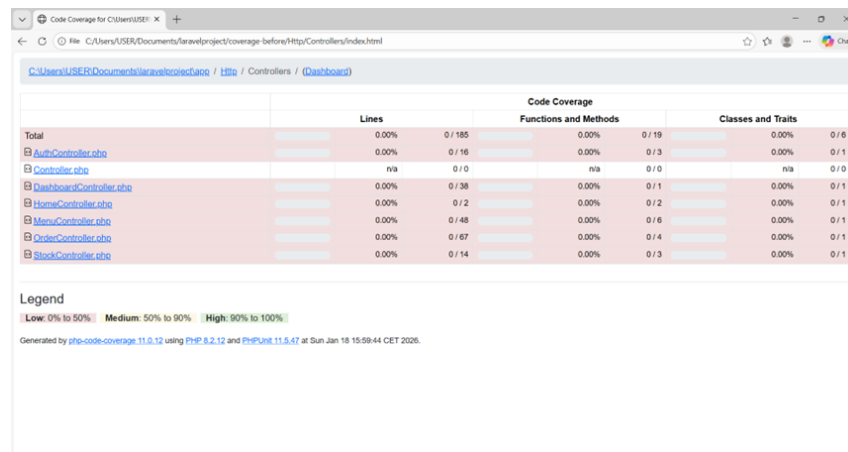 Code Coverage for C:\Users\USER
File C:/Users/USER/Documents/laravelproject/coverage-before/Http/Controllers/index.html
C:\Users\USER\Documents\laravelproject\app / Http / Controllers / (Dashboard)
Code Coverage
Lines Functions and Methods Classes and Traits
Total 0.00% 0 / 185 0.00% 0 / 19 0.00% 0 / 6
AuthController.php 0.00% 0 / 16 0.00% 0 / 3 0.00% 0 / 1
Controller.php n/a 0 / 0 n/a 0 / 0 n/a 0 / 0
DashboardController.php 0.00% 0 / 38 0.00% 0 / 1 0.00% 0 / 1
HomeController.php 0.00% 0 / 2 0.00% 0 / 2 0.00% 0 / 1
MenuController.php 0.00% 0 / 48 0.00% 0 / 6 0.00% 0 / 1
OrderController.php 0.00% 0 / 67 0.00% 0 / 4 0.00% 0 / 1
StockController.php 0.00% 0 / 14 0.00% 0 / 3 0.00% 0 / 1
Legend
Low: 0% to 50% Medium: 50% to 90% High: 90% to 100%
Generated by php-code-coverage 11.0.12 using PHP 8.2.12 and PHPUnit 11.5.47 at Sun Jan 18 15:59:44 CET 2026.